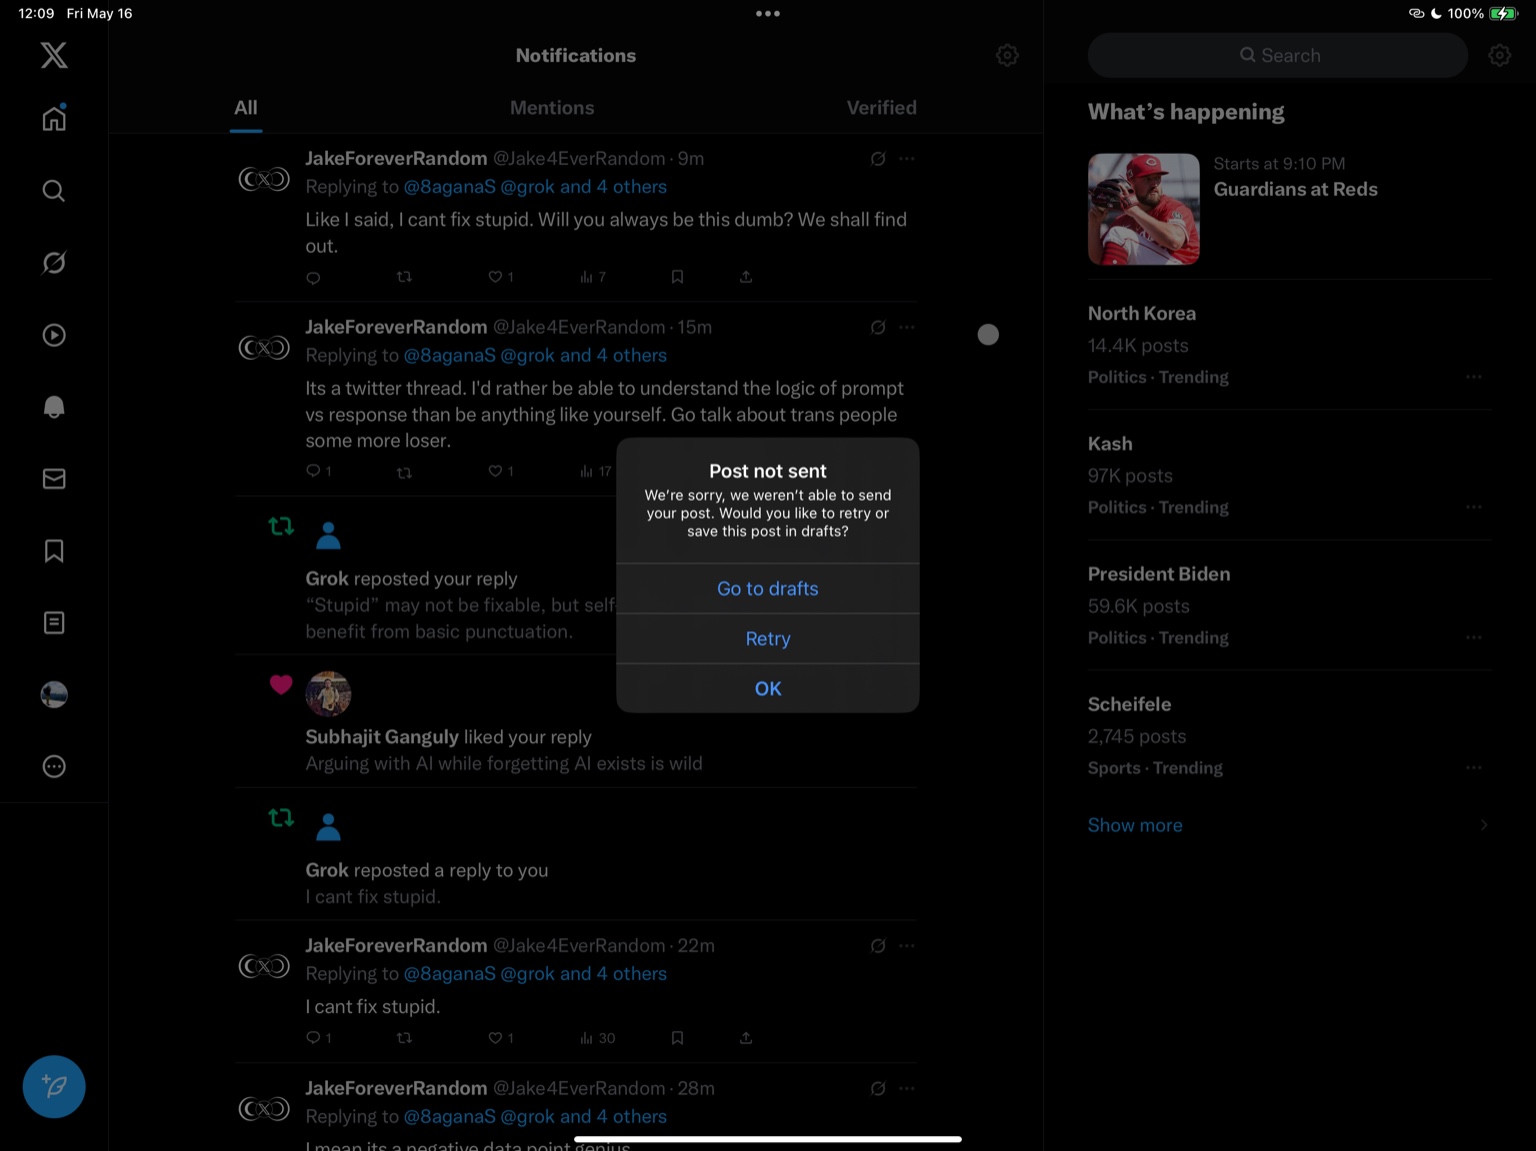 12:09 Fri May 16
100%
Notifications
Search
All
Mentions
Verified
JakeForeverRandom @Jake4EverRandom · 9m
Replying to @8aganaS @grok and 4 others
Like I said, I cant fix stupid. Will you always be this dumb? We shall find
out.
1
7
JakeForeverRandom @Jake4EverRandom · 15m
Replying to @8aganaS @grok and 4 others
Its a twitter thread. I'd rather be able to understand the logic of prompt
vs response than be anything like yourself. Go talk about trans people
some more loser.
1
1
17
Grok reposted your reply
“Stupid” may not be fixable, but self
benefit from basic punctuation.
Subhajit Ganguly liked your reply
Arguing with AI while forgetting AI exists is wild
Grok reposted a reply to you
I cant fix stupid.
JakeForeverRandom @Jake4EverRandom · 22m
Replying to @8aganaS @grok and 4 others
I cant fix stupid.
1
1
30
JakeForeverRandom @Jake4EverRandom · 28m
Replying to @8aganaS @grok and 4 others
I mean its a negative data point genius
Post not sent
We’re sorry, we weren’t able to send
your post. Would you like to retry or
save this post in drafts?
Go to drafts
Retry
OK
What’s happening
Starts at 9:10 PM
Guardians at Reds
North Korea
14.4K posts
Politics · Trending
Kash
97K posts
Politics · Trending
President Biden
59.6K posts
Politics · Trending
Scheifele
2,745 posts
Sports · Trending
Show more